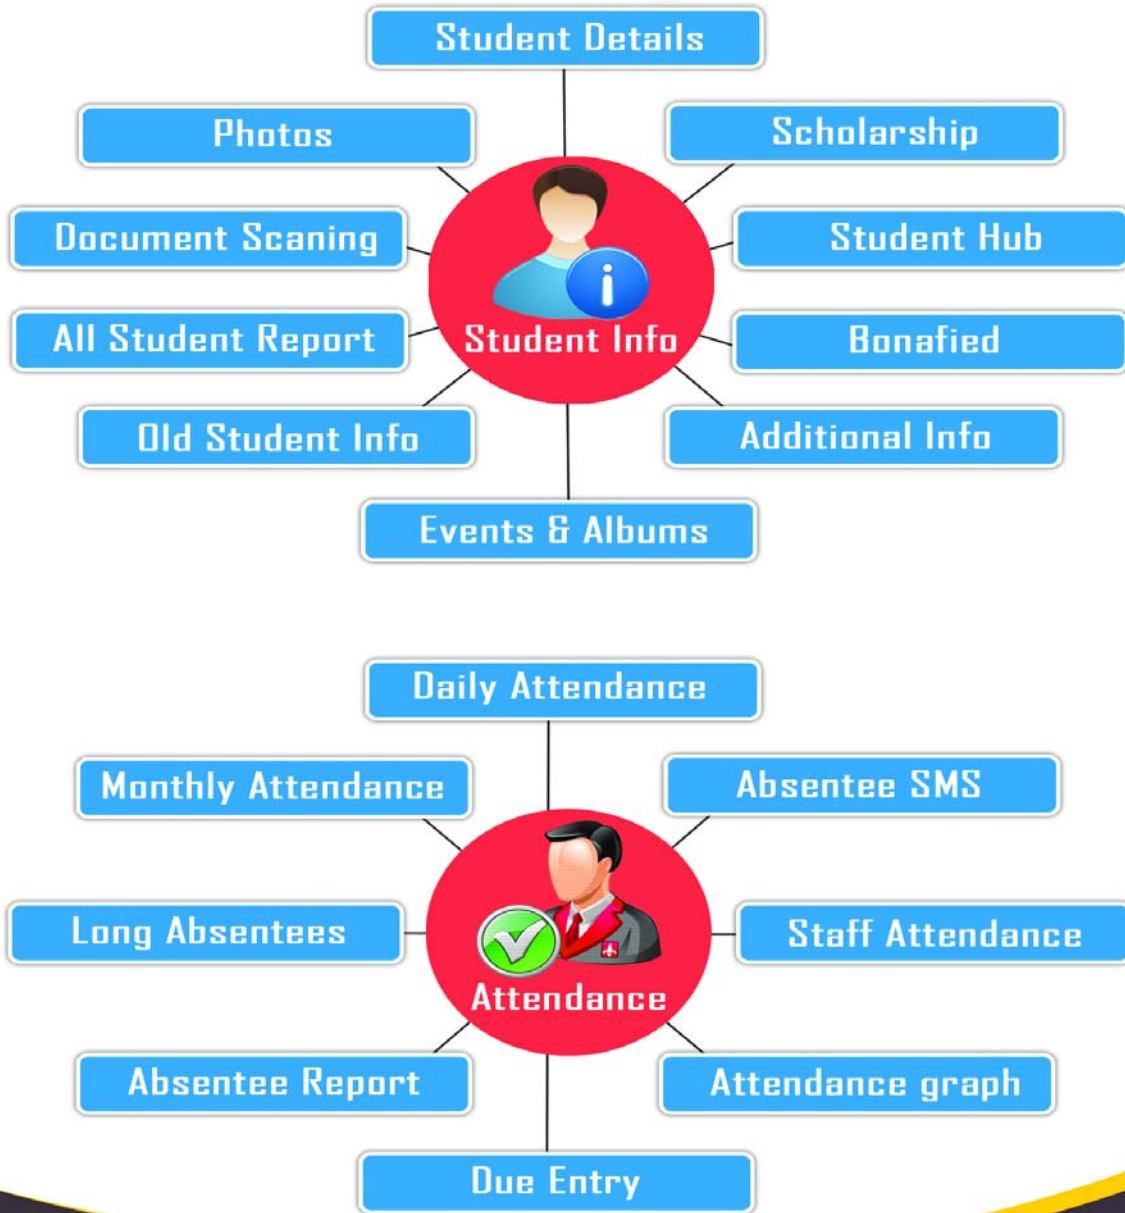 Student Details
Photos
Scholarship
Document Scaning
Student Hub
i
Student Info
All Student Report
Bonafied
Old Student Info
Additional Info
Events & Albums
Daily Attendance
Monthly Attendance
Absentee SMS
Long Absentees
Staff Attendance
Attendance
Absentee Report
Attendance graph
Due Entry